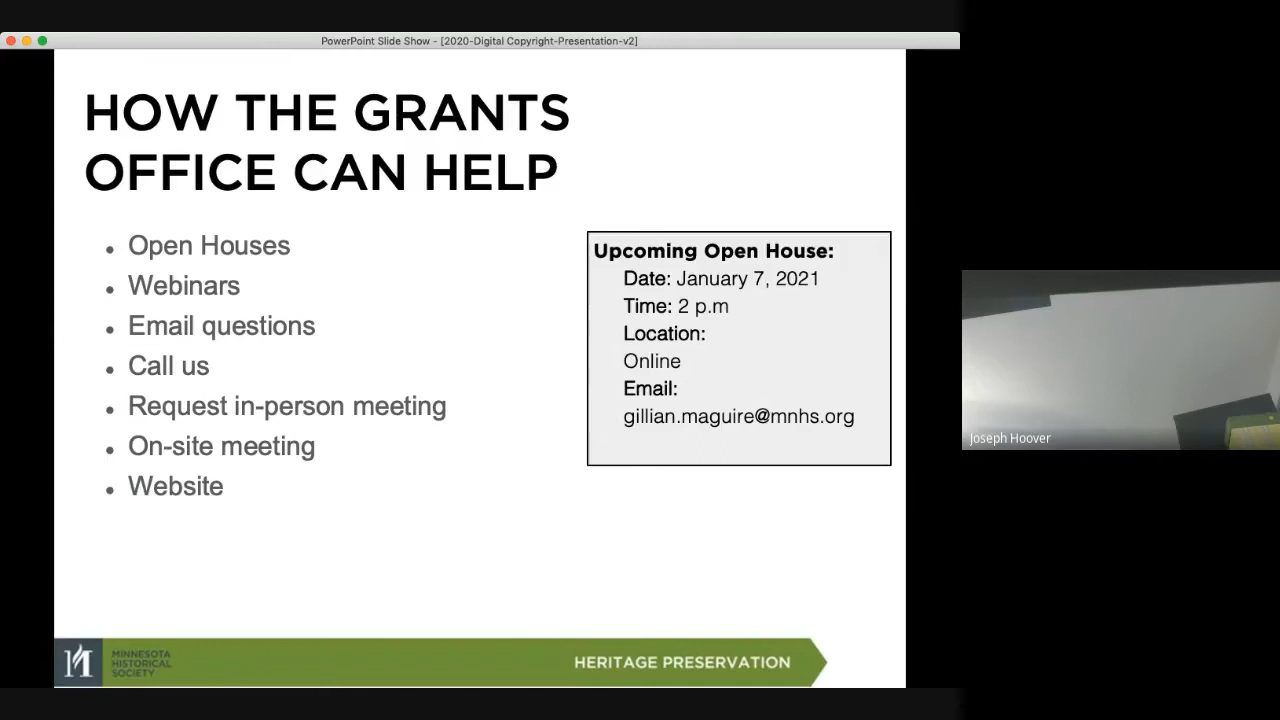 PowerPoint Slide Show - [2020-Digital Copyright-Presentation-v2]
HOW THE GRANTS
OFFICE CAN HELP
• Open Houses
• Webinars
• Email questions
• Call us
• Request in-person meeting
• On-site meeting
• Website
Upcoming Open House:
Date: January 7, 2021
Time: 2 p.m
Location:
Online
Email:
gillian.maguire@mnhs.org
Joseph Hoover
MINNESOTA
HISTORICAL
SOCIETY
HERITAGE PRESERVATION